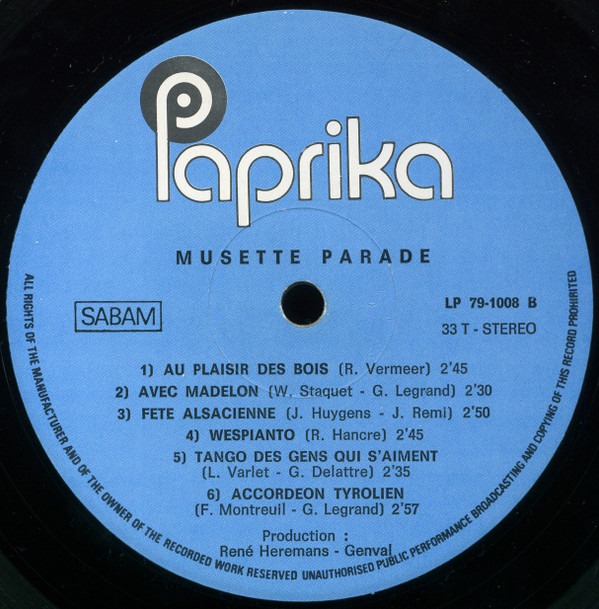 Paprika
MUSETTE PARADE
SABAM
LP 79-1008 B
33 T - STEREO
1) AU PLAISIR DES BOIS (R. Vermeer) 2'45
2) AVEC MADELON (W. Staquet - G. Legrand) 2'30
3) FETE ALSACIENNE (J. Huygens - J. Remi) 2'50
4) WESPIANTO (R. Hancre) 2'45
5) TANGO DES GENS QUI S'AIMENT
(L. Varlet - G. Delattre) 2'35
6) ACCORDEON TYROLIEN
(F. Montreuil - G. Legrand) 2'57
Production :
René Heremans - Genval
ALL RIGHTS OF THE MANUFACTURER AND OF THE OWNER OF THE RECORDED WORK RESERVED UNAUTHORISED PUBLIC PERFORMANCE BROADCASTING AND COPYING OF THIS RECORD PROHIRITED